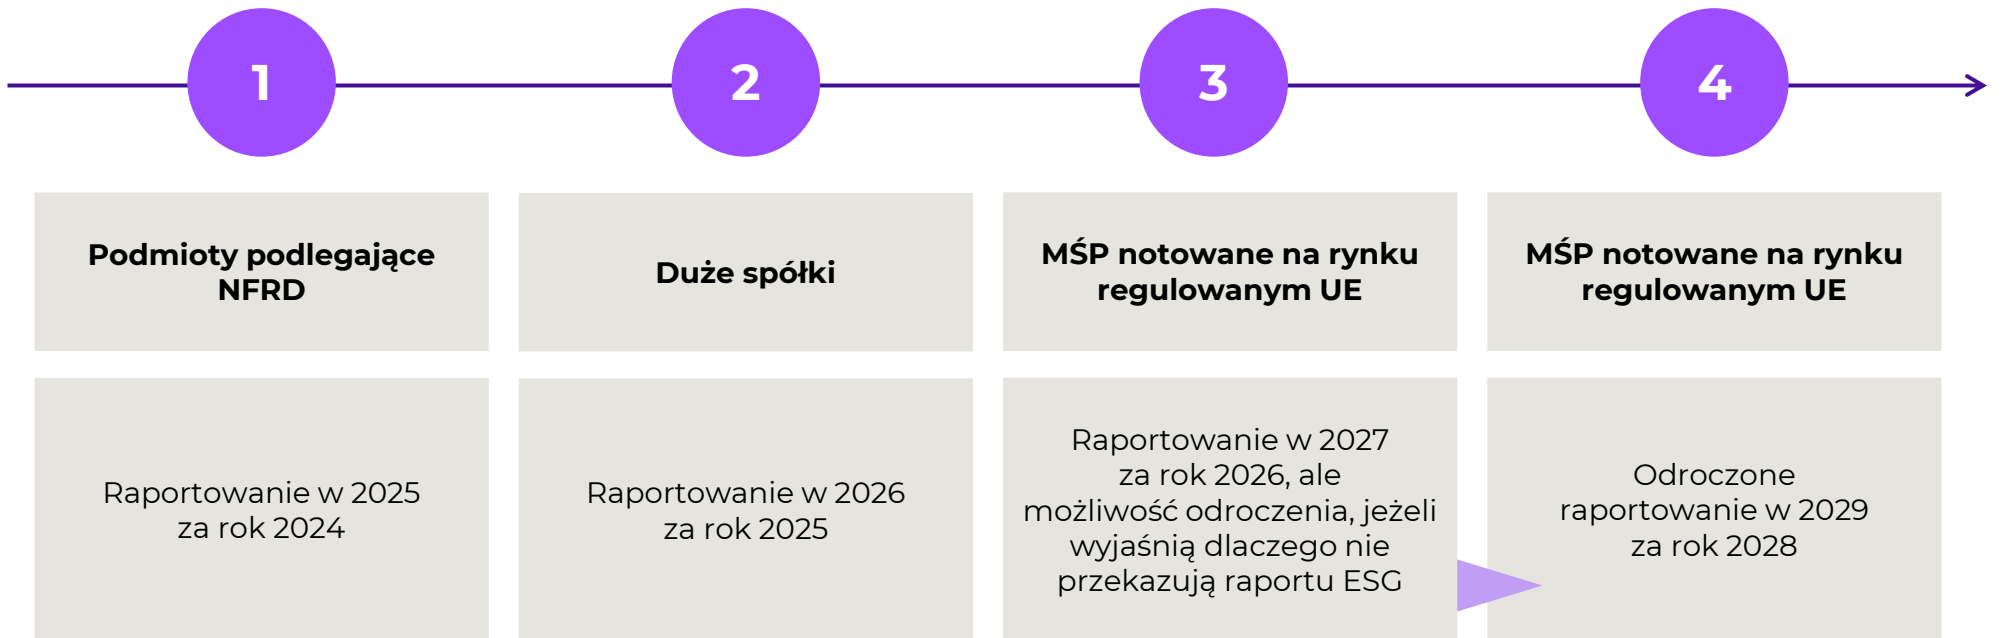 1
2
3
4
Podmioty podlegające
NFRD
Duże spółki
MŚP notowane na rynku
regulowanym UE
MŚP notowane na rynku
regulowanym UE
Raportowanie w 2025
za rok 2024
Raportowanie w 2026
za rok 2025
Raportowanie w 2027
za rok 2026, ale
możliwość odroczenia, jeżeli
wyjaśnią dlaczego nie
przekazują raportu ESG
Odroczone
raportowanie w 2029
za rok 2028